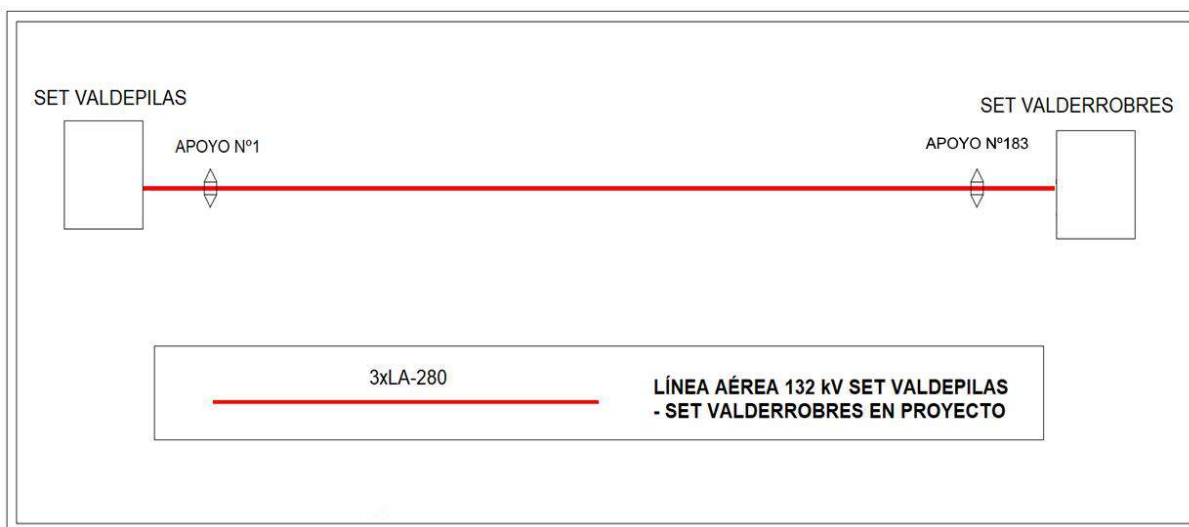 SET VALDEPILAS
SET VALDERROBRES
APOYO Nº1
APOYO Nº183
3xLA-280
LÍNEA AÉREA 132 kV SET VALDEPILAS
- SET VALDERROBRES EN PROYECTO